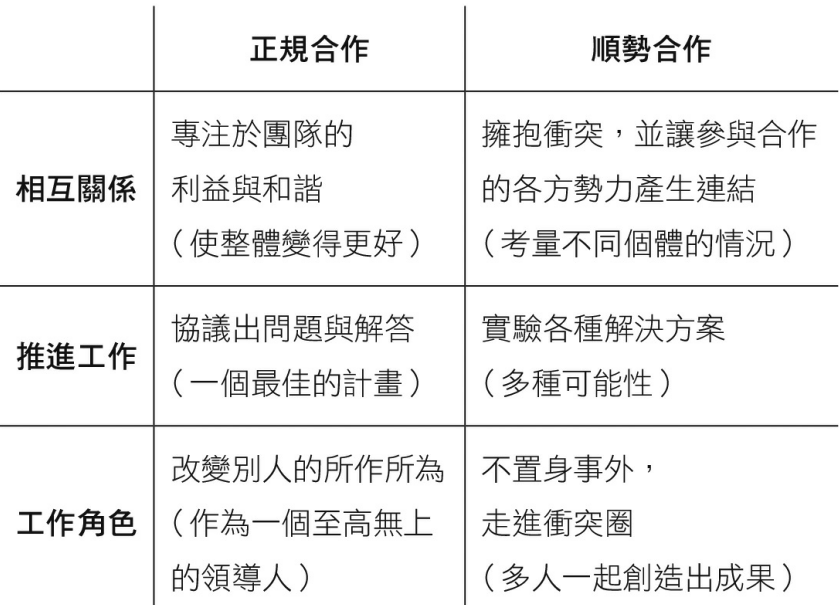 正規合作
順勢合作
相互關係
專注於團隊的
利益與和諧
（使整體變得更好）
擁抱衝突，並讓參與合作
的各方勢力產生連結
（考量不同個體的情況）
推進工作
協議出問題與解答
（一個最佳的計畫）
實驗各種解決方案
（多種可能性）
工作角色
改變別人的所作所為
（作為一個至高無上
的領導人）
不置身事外，
走進衝突圈
（多人一起創造出成果）